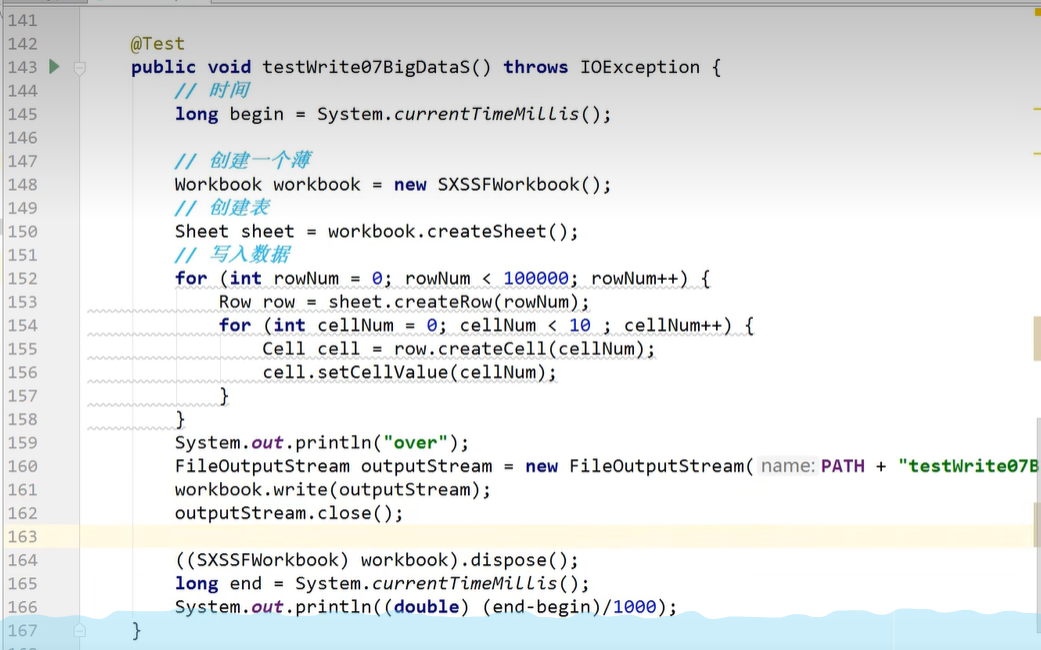 141
142 @Test
143 public void testWrite07BigDataS() throws IOException {
144 // 时间
145 long begin = System.currentTimeMillis();
146
147 // 创建一个薄
148 Workbook workbook = new SXSSFWorkbook();
149 // 创建表
150 Sheet sheet = workbook.createSheet();
151 // 写入数据
152 for (int rowNum = 0; rowNum < 100000; rowNum++) {
153 Row row = sheet.createRow(rowNum);
154 for (int cellNum = 0; cellNum < 10 ; cellNum++) {
155 Cell cell = row.createCell(cellNum);
156 cell.setCellValue(cellNum);
157 }
158 }
159 System.out.println("over");
160 FileOutputStream outputStream = new FileOutputStream( name: PATH + "testWrite07B
161 workbook.write(outputStream);
162 outputStream.close();
163
164 ((SXSSFWorkbook) workbook).dispose();
165 long end = System.currentTimeMillis();
166 System.out.println((double) (end-begin)/1000);
167 }